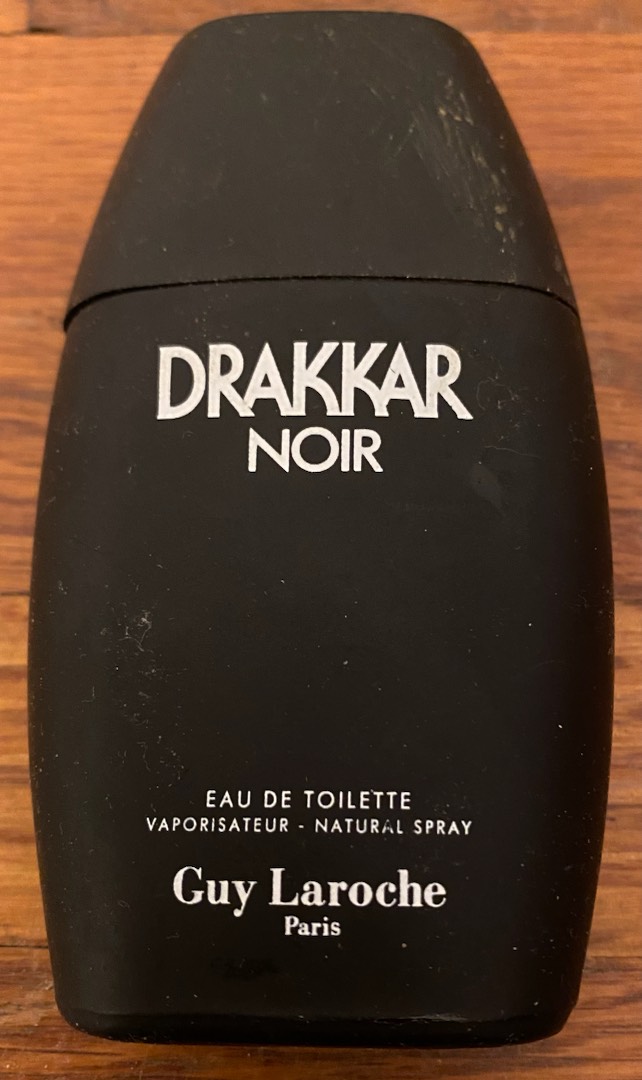 DRAKKAR
NOIR
EAU DE TOILETTE
VAPORISATEUR - NATURAL SPRAY
Guy Laroche
Paris